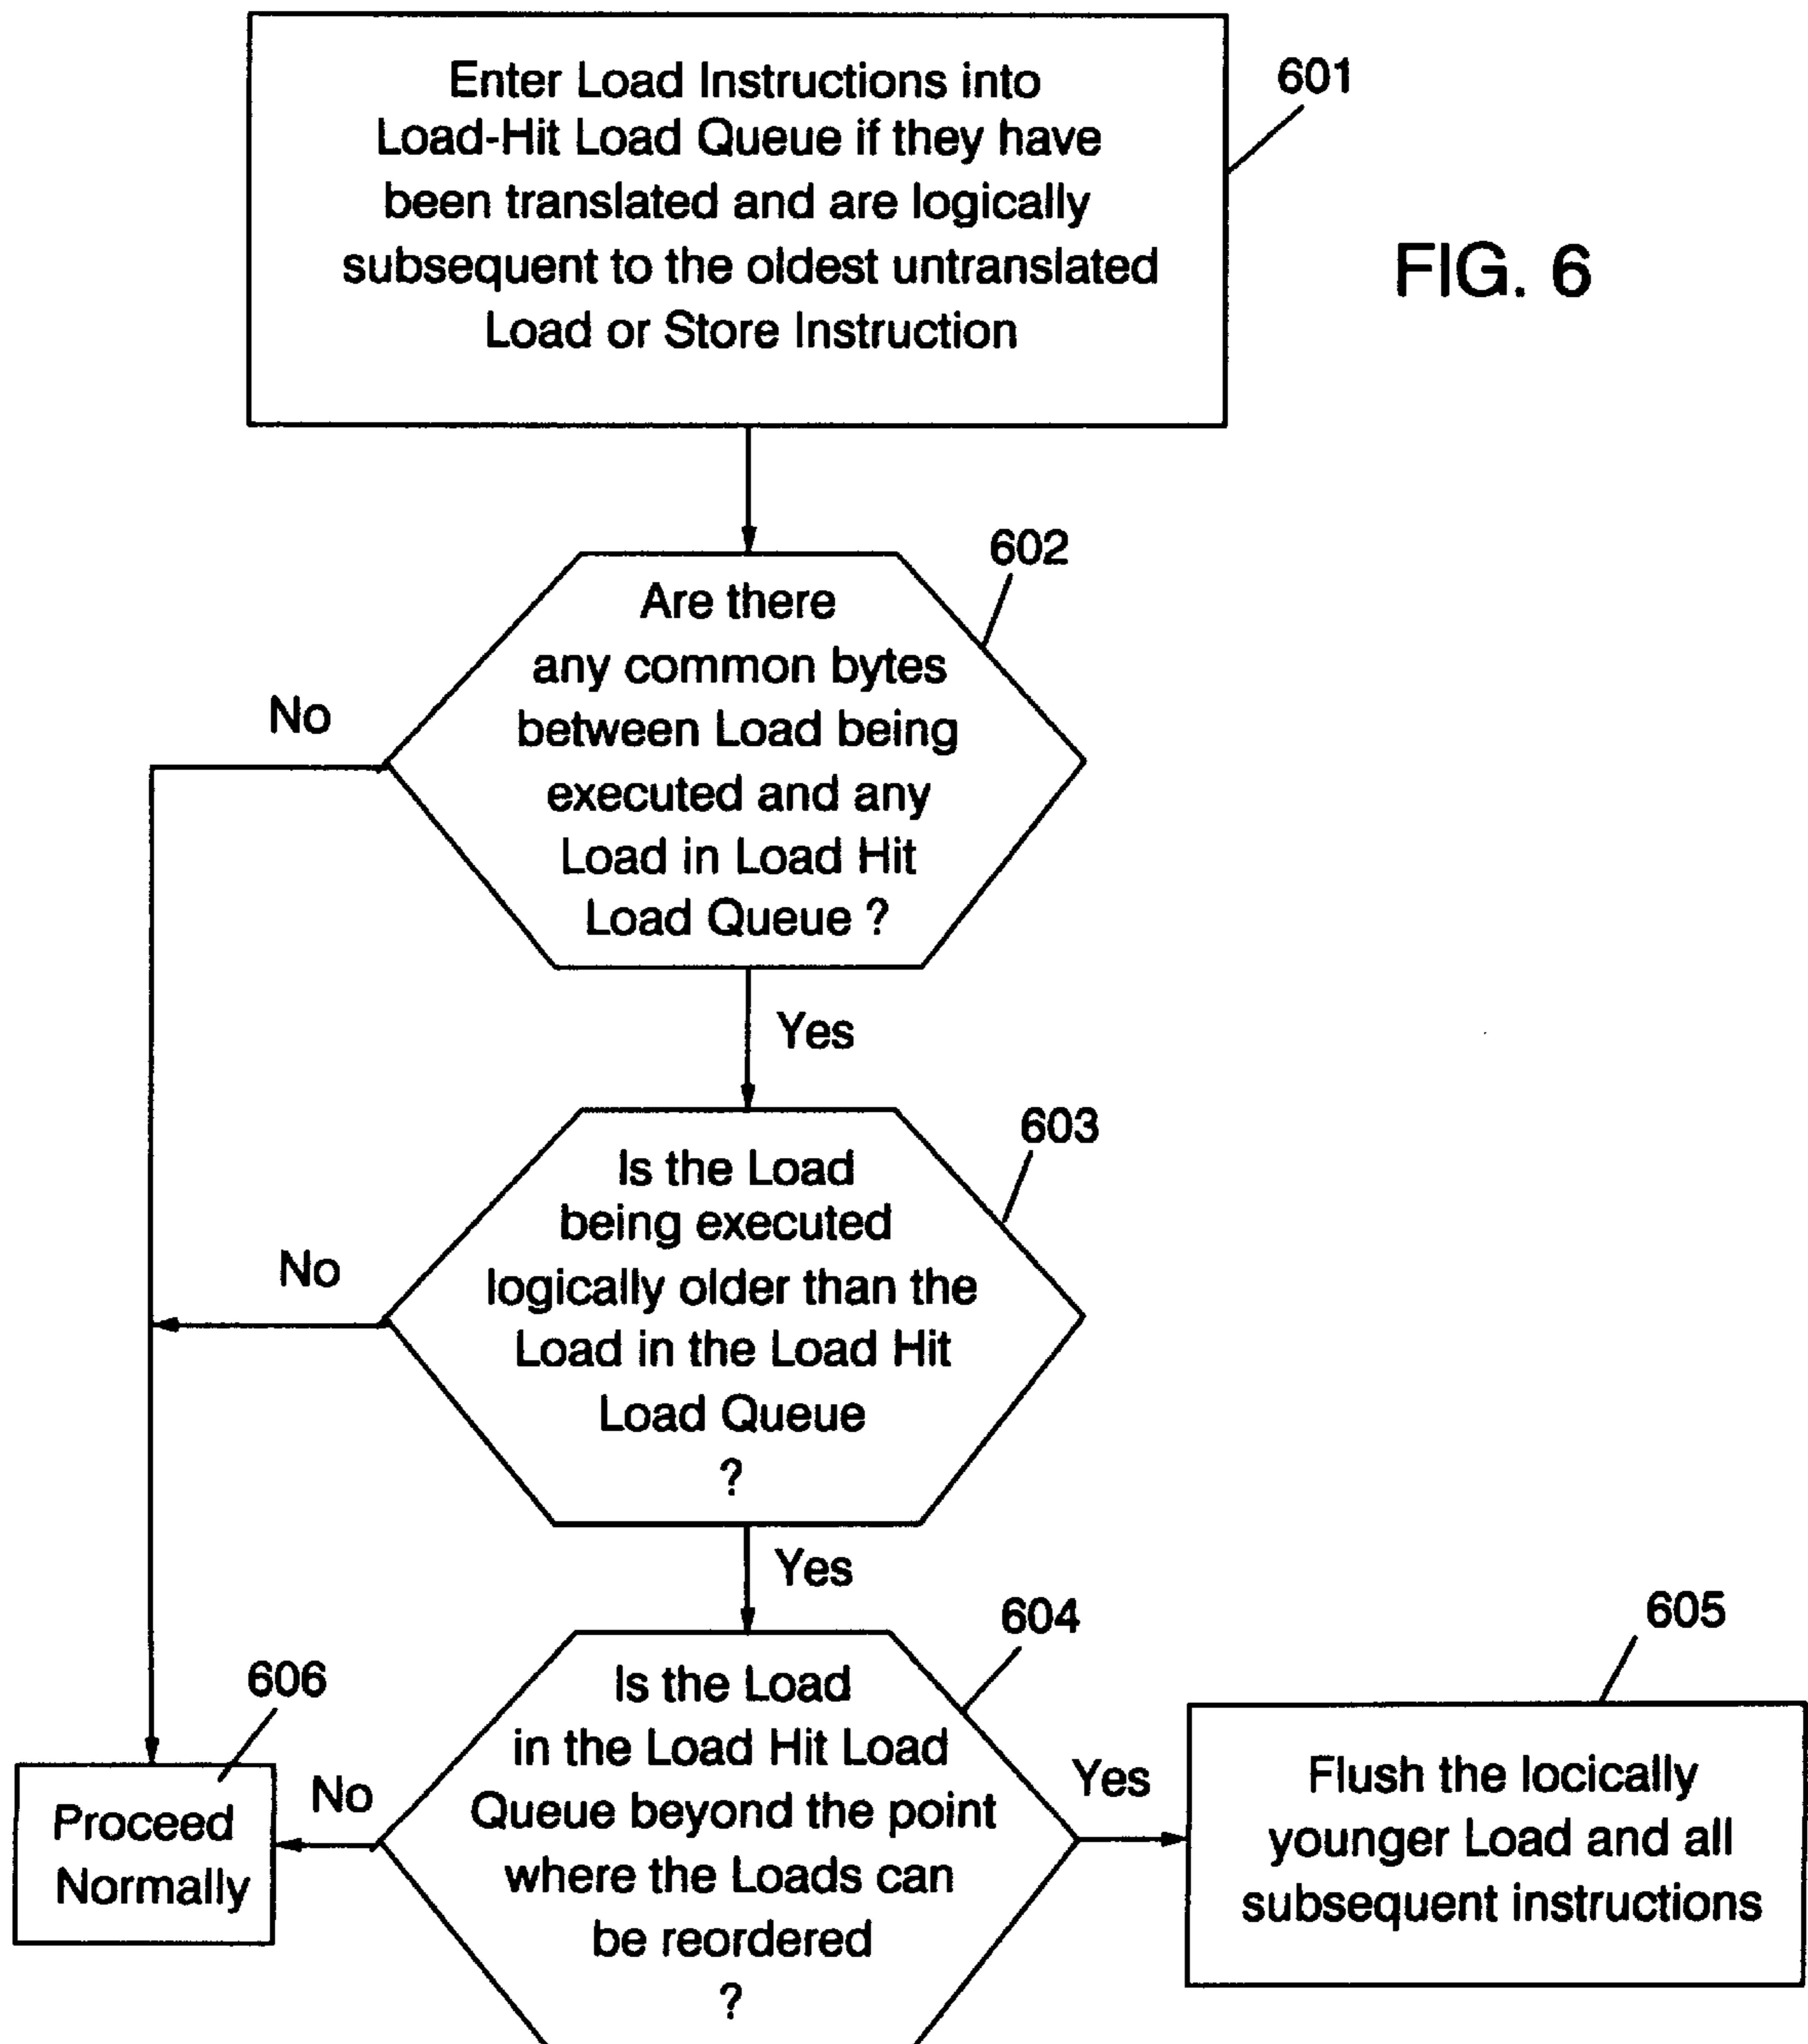 Enter Load Instructions into
Load-Hit Load Queue if they have
been translated and are logically
subsequent to the oldest untranslated
Load or Store Instruction
601
FIG. 6
602
Are there
any common bytes
between Load being
executed and any
Load in Load Hit
Load Queue ?
No
Yes
603
Is the Load
being executed
logically older than the
Load in the Load Hit
Load Queue
?
No
Yes
604
Is the Load
in the Load Hit Load
Queue beyond the point
where the Loads can
be reordered
?
No
Yes
605
Flush the locically
younger Load and all
subsequent instructions
606
Proceed
Normally